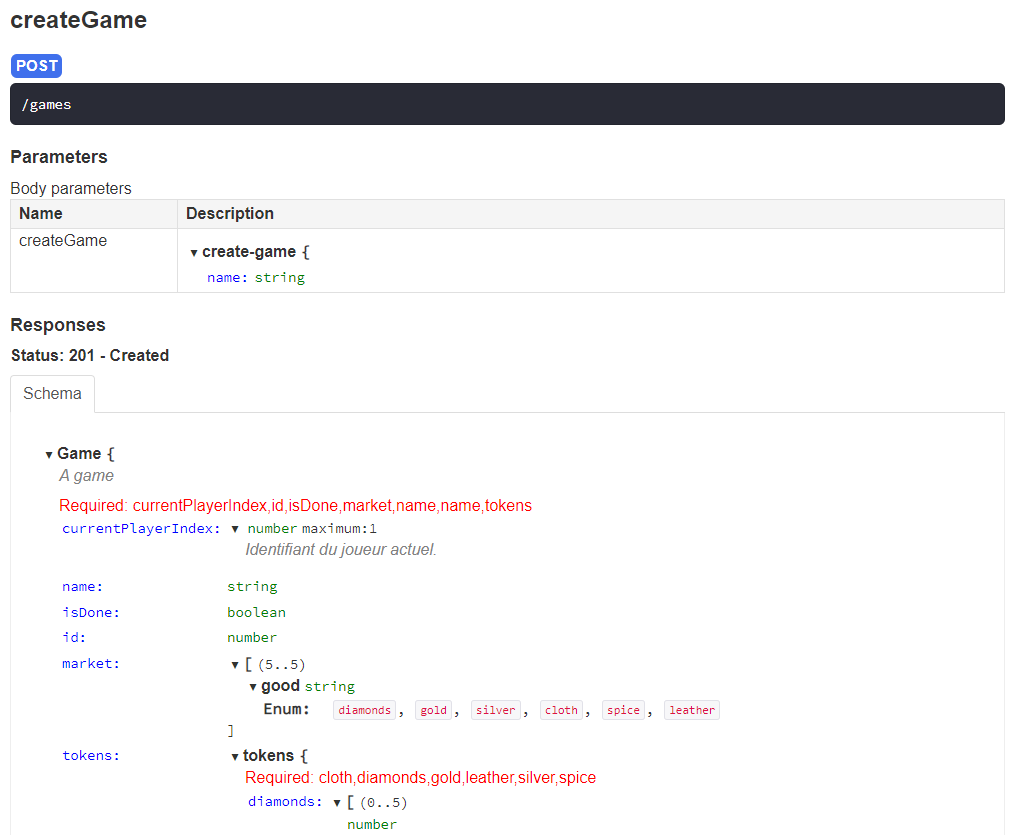 createGame
POST
/games
Parameters
Body parameters
Name Description
createGame
▼ create-game {
name: string
Responses
Status: 201 - Created
Schema
▼ Game {
A game
Required: currentPlayerIndex,id,isDone,market,name,name,tokens
currentPlayerIndex: ▼ number maximum:1
Identifiant du joueur actuel.
name: string
isDone: boolean
id: number
market: ▼ [ (5..5)
▼ good string
Enum: diamonds, gold, silver, cloth, spice, leather
]
tokens: ▼ tokens {
Required: cloth,diamonds,gold,leather,silver,spice
diamonds: ▼ [ (0..5)
number